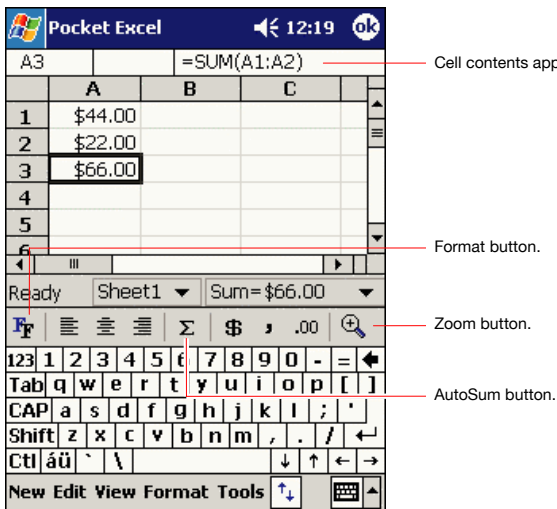 Pocket Excel 12:19 ok
A3 =SUM(A1:A2)
Cell contents app
A B C
1 $44.00
2 $22.00
3 $66.00
4
5
6
Format button.
Ready Sheet1 Sum=$66.00
Zoom button.
FF Σ $ , .00
123 1 2 3 4 5 6 7 8 9 0 - =
Tab q w e r t y u i o p [ ]
AutoSum button.
CAP a s d f g h j k l ; '
Shift z x c v b n m , . /
Ctl áü ` \ ↓ ↑ ← →
New Edit View Format Tools